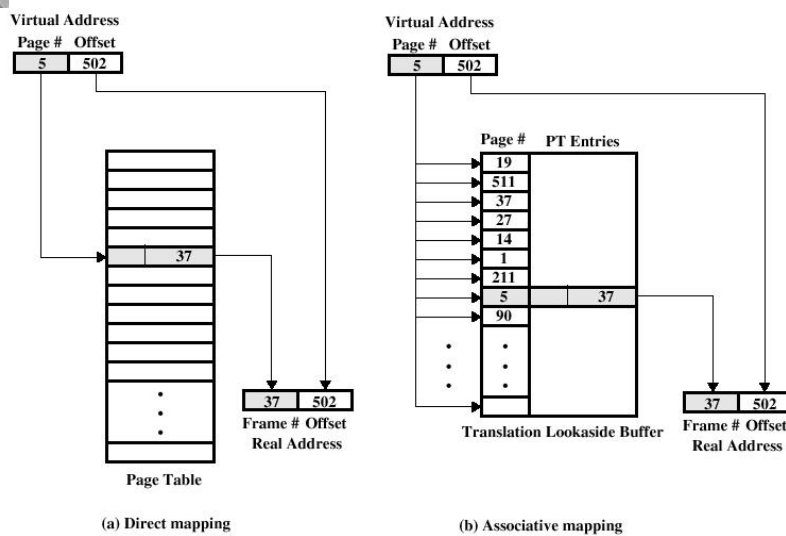 Virtual Address
Page # Offset
5 502
37
37 502
Frame # Offset
Real Address
Page Table
(a) Direct mapping
Virtual Address
Page # Offset
5 502
Page # PT Entries
19
511
37
27
14
1
211
5 37
90
37 502
Frame # Offset
Real Address
Translation Lookaside Buffer
(b) Associative mapping